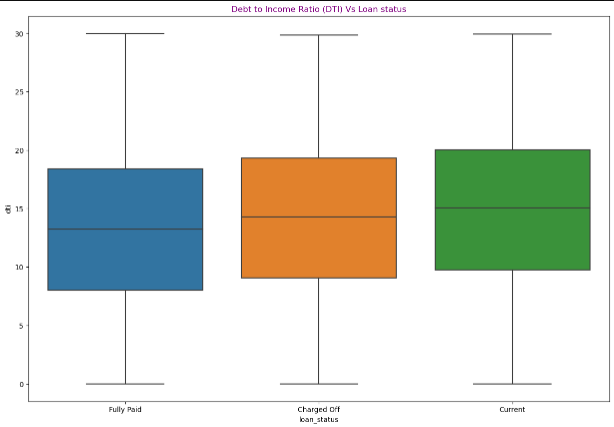 Debt to Income Ratio (DTI) Vs Loan status
30
25
20
15
10
5
0
dti
Fully Paid
Charged Off
Current
loan_status